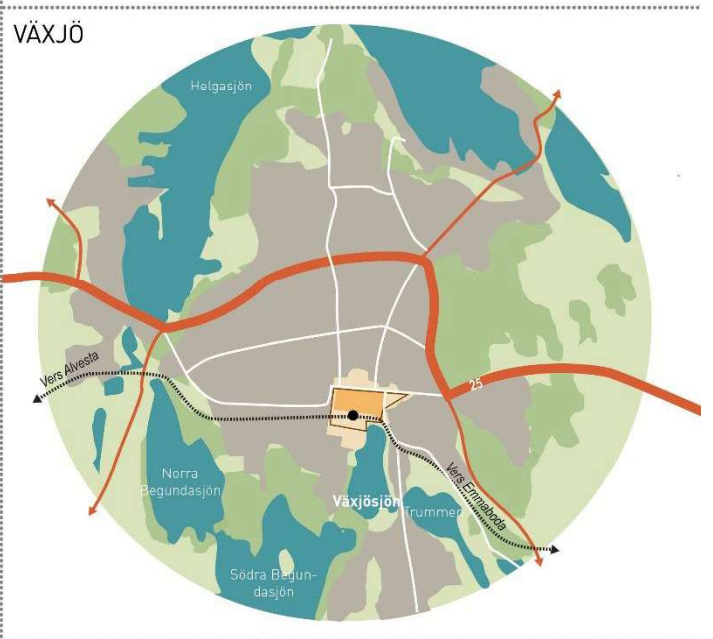 VÄXJÖ
Helgasjön
Vers Alvesta
25
Norra
Begundasjön
Växjösjön
Trummen
Vers Emmaboda
Södra Begun-
dasjön